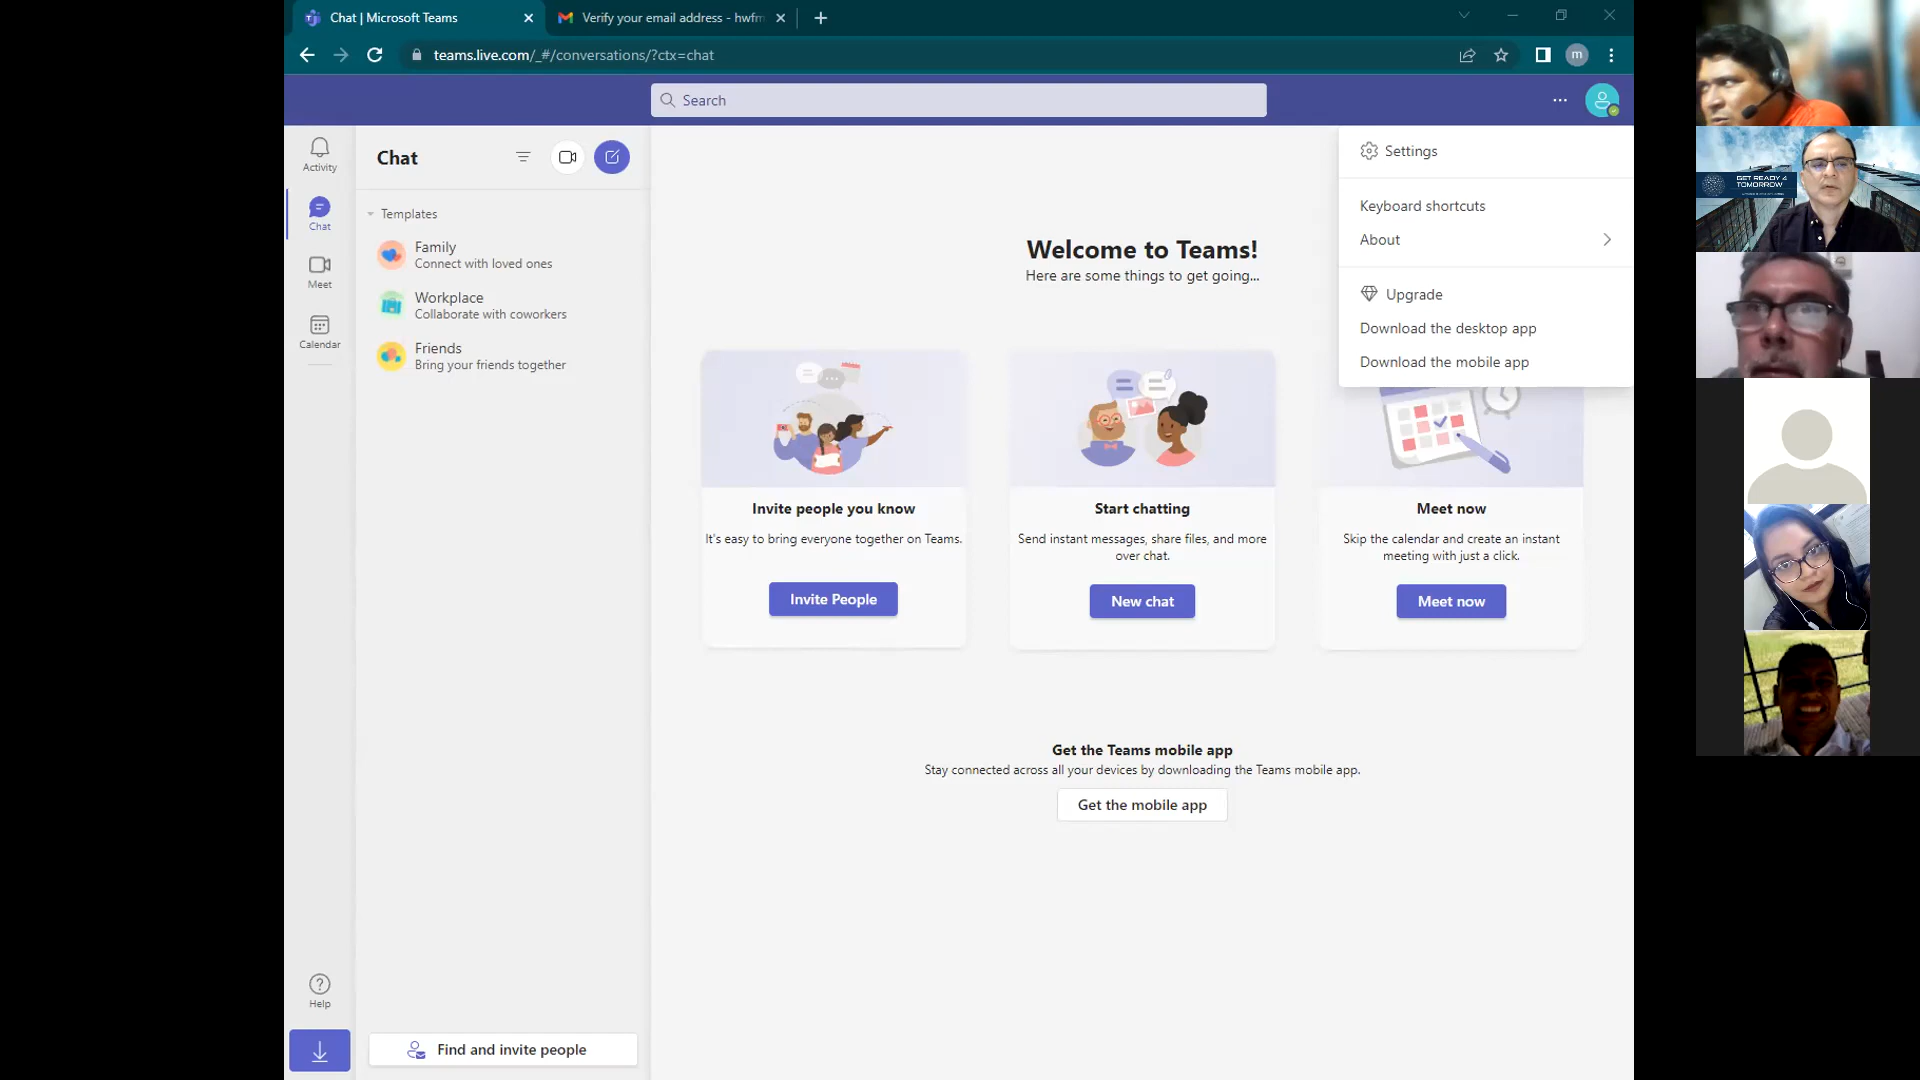 Chat | Microsoft Teams
Verify your email address - hwfm
teams.live.com/_#/conversations/?ctx=chat
m
Search
Activity
Chat
Meet
Calendar
Help
Chat
Templates
Family
Connect with loved ones
Workplace
Collaborate with coworkers
Friends
Bring your friends together
Find and invite people
Welcome to Teams!
Here are some things to get going...
Invite people you know
It's easy to bring everyone together on Teams.
Invite People
Start chatting
Send instant messages, share files, and more
over chat.
New chat
Meet now
Skip the calendar and create an instant
meeting with just a click.
Meet now
Get the Teams mobile app
Stay connected across all your devices by downloading the Teams mobile app.
Get the mobile app
Settings
Keyboard shortcuts
About
Upgrade
Download the desktop app
Download the mobile app
GET READY 4
TOMORROW